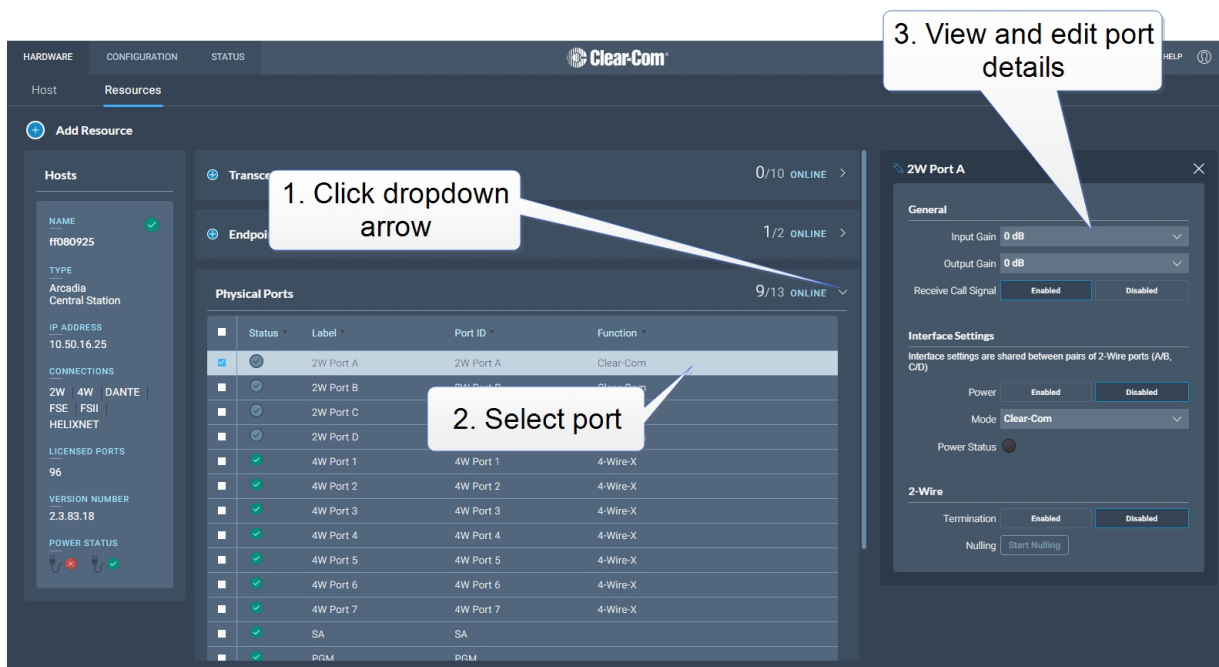 3. View and edit port
details
HARDWARE CONFIGURATION STATUS Clear-Com HELP
Host Resources
Add Resource
Hosts
NAME
ff080925
TYPE
Arcadia
Central Station
IP ADDRESS
10.50.16.25
CONNECTIONS
2W 4W DANTE
FSE FSII
HELIXNET
LICENSED PORTS
96
VERSION NUMBER
2.3.83.18
POWER STATUS
0/10 ONLINE
1. Click dropdown
arrow
1/2 ONLINE
Physical Ports 9/13 ONLINE
Status Label Port ID Function
2W Port A 2W Port A Clear-Com
2W Port B
2W Port C
2W Port D
2. Select port
4W Port 1 4W Port 1 4-Wire-X
4W Port 2 4W Port 2 4-Wire-X
4W Port 3 4W Port 3 4-Wire-X
4W Port 4 4W Port 4 4-Wire-X
4W Port 5 4W Port 5 4-Wire-X
4W Port 6 4W Port 6 4-Wire-X
4W Port 7 4W Port 7 4-Wire-X
SA SA
PGM PGM
2W Port A
General
Input Gain 0 dB
Output Gain 0 dB
Receive Call Signal Enabled Disabled
Interface Settings
Interface settings are shared between pairs of 2-Wire ports (A/B,
C/D)
Power Enabled Disabled
Mode Clear-Com
Power Status
2-Wire
Termination Enabled Disabled
Nulling Start Nulling